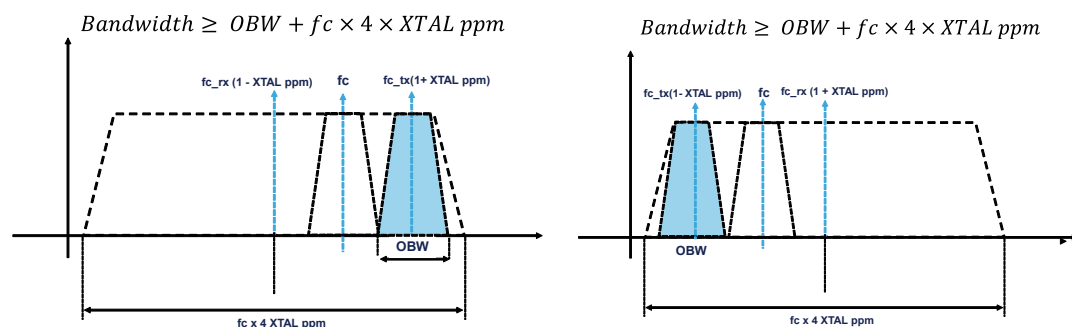 Bandwidth ≥ OBW + fc × 4 × XTAL ppm
fc_rx (1 - XTAL ppm)
fc
fc_tx(1+ XTAL ppm)
OBW
fc x 4 XTAL ppm
Bandwidth ≥ OBW + fc × 4 × XTAL ppm
fc_tx(1- XTAL ppm)
fc
fc_rx (1 + XTAL ppm)
OBW
fc x 4 XTAL ppm